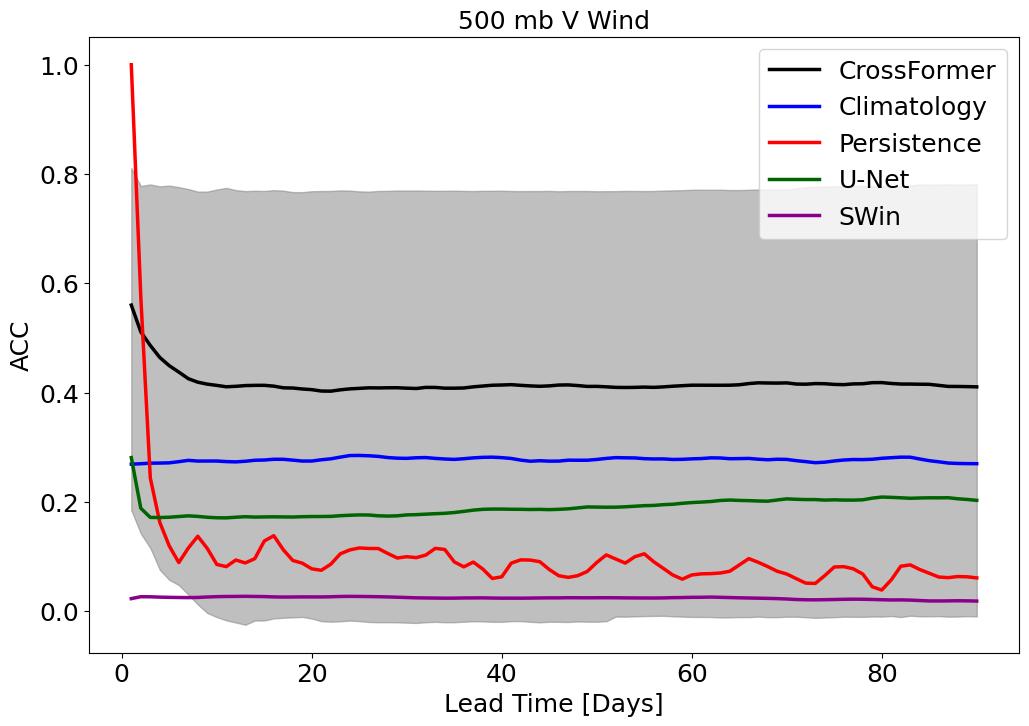 500 mb V Wind
ACC
1.0
0.8
0.6
0.4
0.2
0.0
CrossFormer
Climatology
Persistence
U-Net
SWin
0
20
40
60
80
Lead Time [Days]